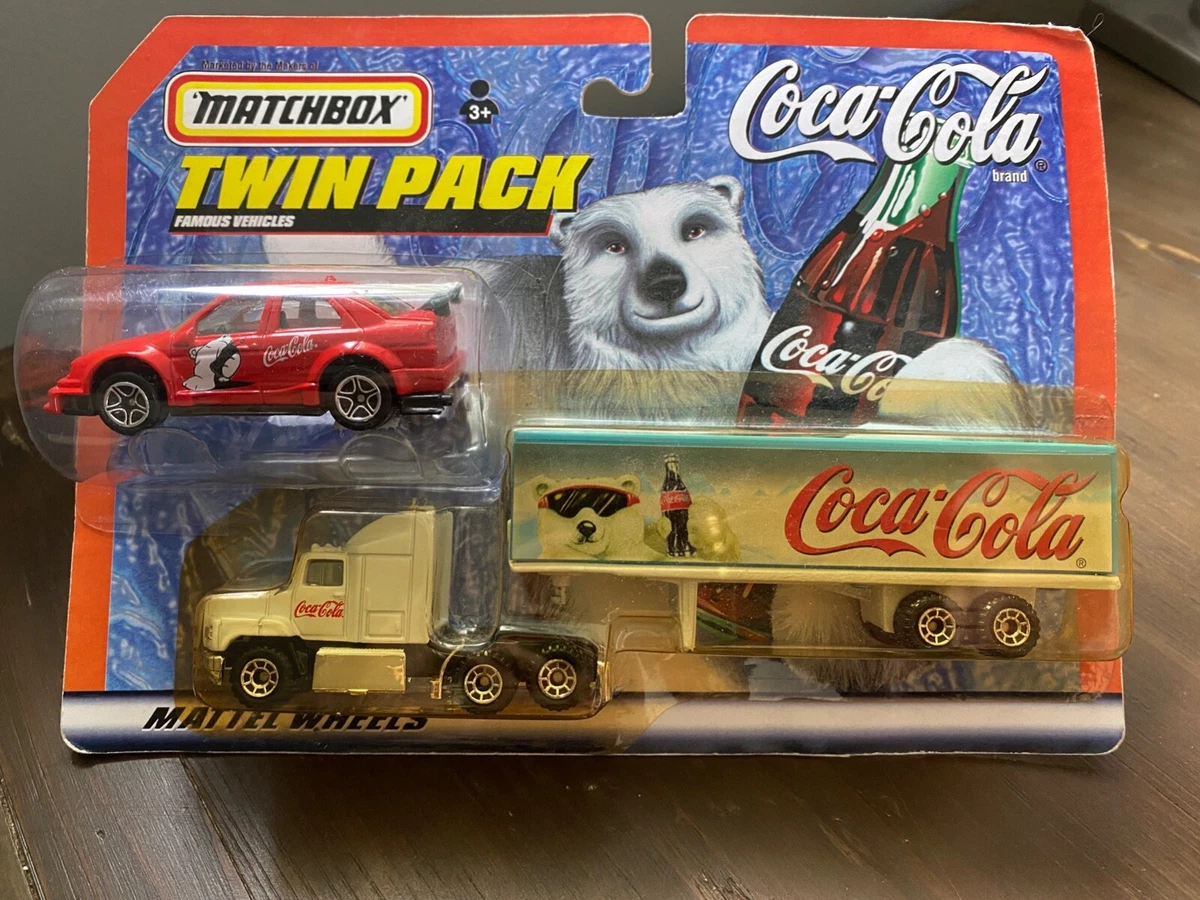 Marketed by the Makers of
MATCHBOX
3+
TWIN PACK
FAMOUS VEHICLES
Coca-Cola®
brand
Coca-Co
Coca-Cola
Coca-Cola
Coca-Cola®
MATTEL WHEELS